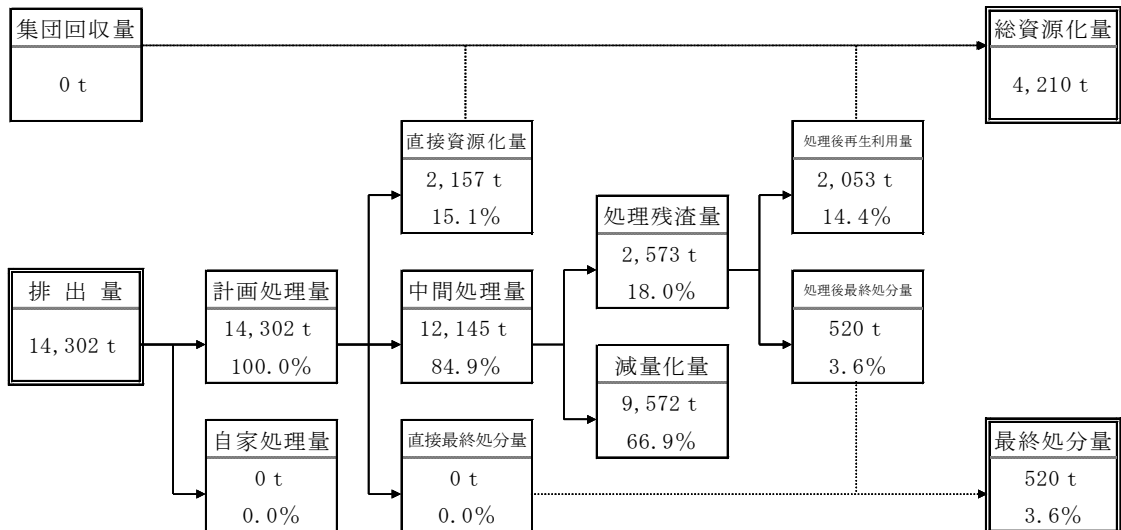 集団回収量
0 t
総資源化量
4,210 t
直接資源化量
2,157 t
15.1%
処理後再生利用量
2,053 t
14.4%
処理残渣量
2,573 t
18.0%
排 出 量
14,302 t
計画処理量
14,302 t
100.0%
中間処理量
12,145 t
84.9%
処理後最終処分量
520 t
3.6%
減量化量
9,572 t
66.9%
自家処理量
0 t
0.0%
直接最終処分量
0 t
0.0%
最終処分量
520 t
3.6%